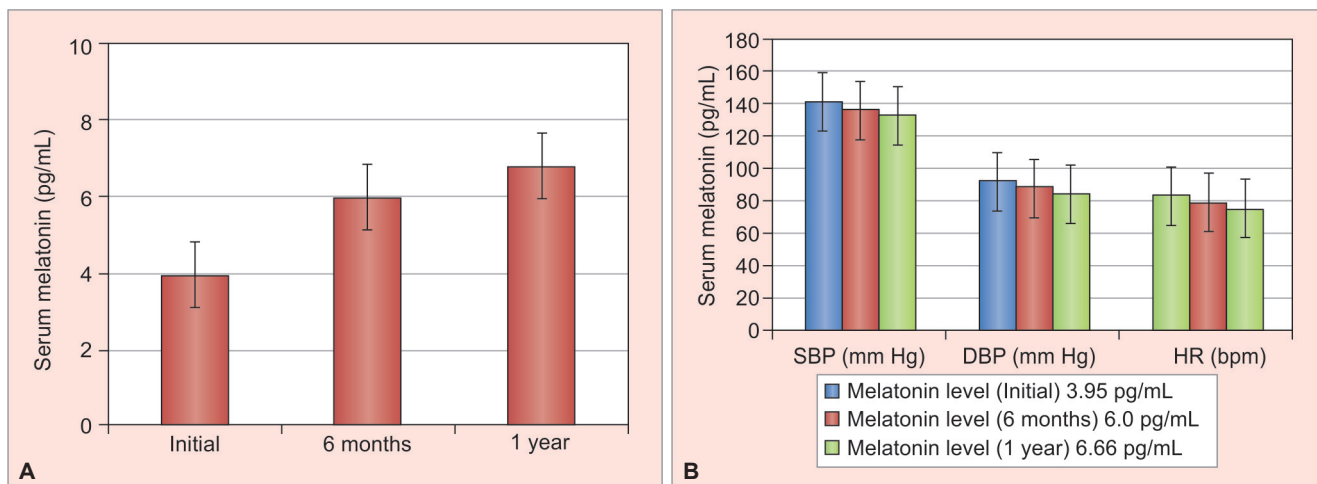 10
8
6
4
2
0
Serum melatonin (pg/mL)
Initial
6 months
1 year
A
180
160
140
120
100
80
60
40
20
0
Serum melatonin (pg/mL)
SBP (mm Hg)
DBP (mm Hg)
HR (bpm)
Melatonin level (Initial) 3.95 pg/mL
Melatonin level (6 months) 6.0 pg/mL
Melatonin level (1 year) 6.66 pg/mL
B